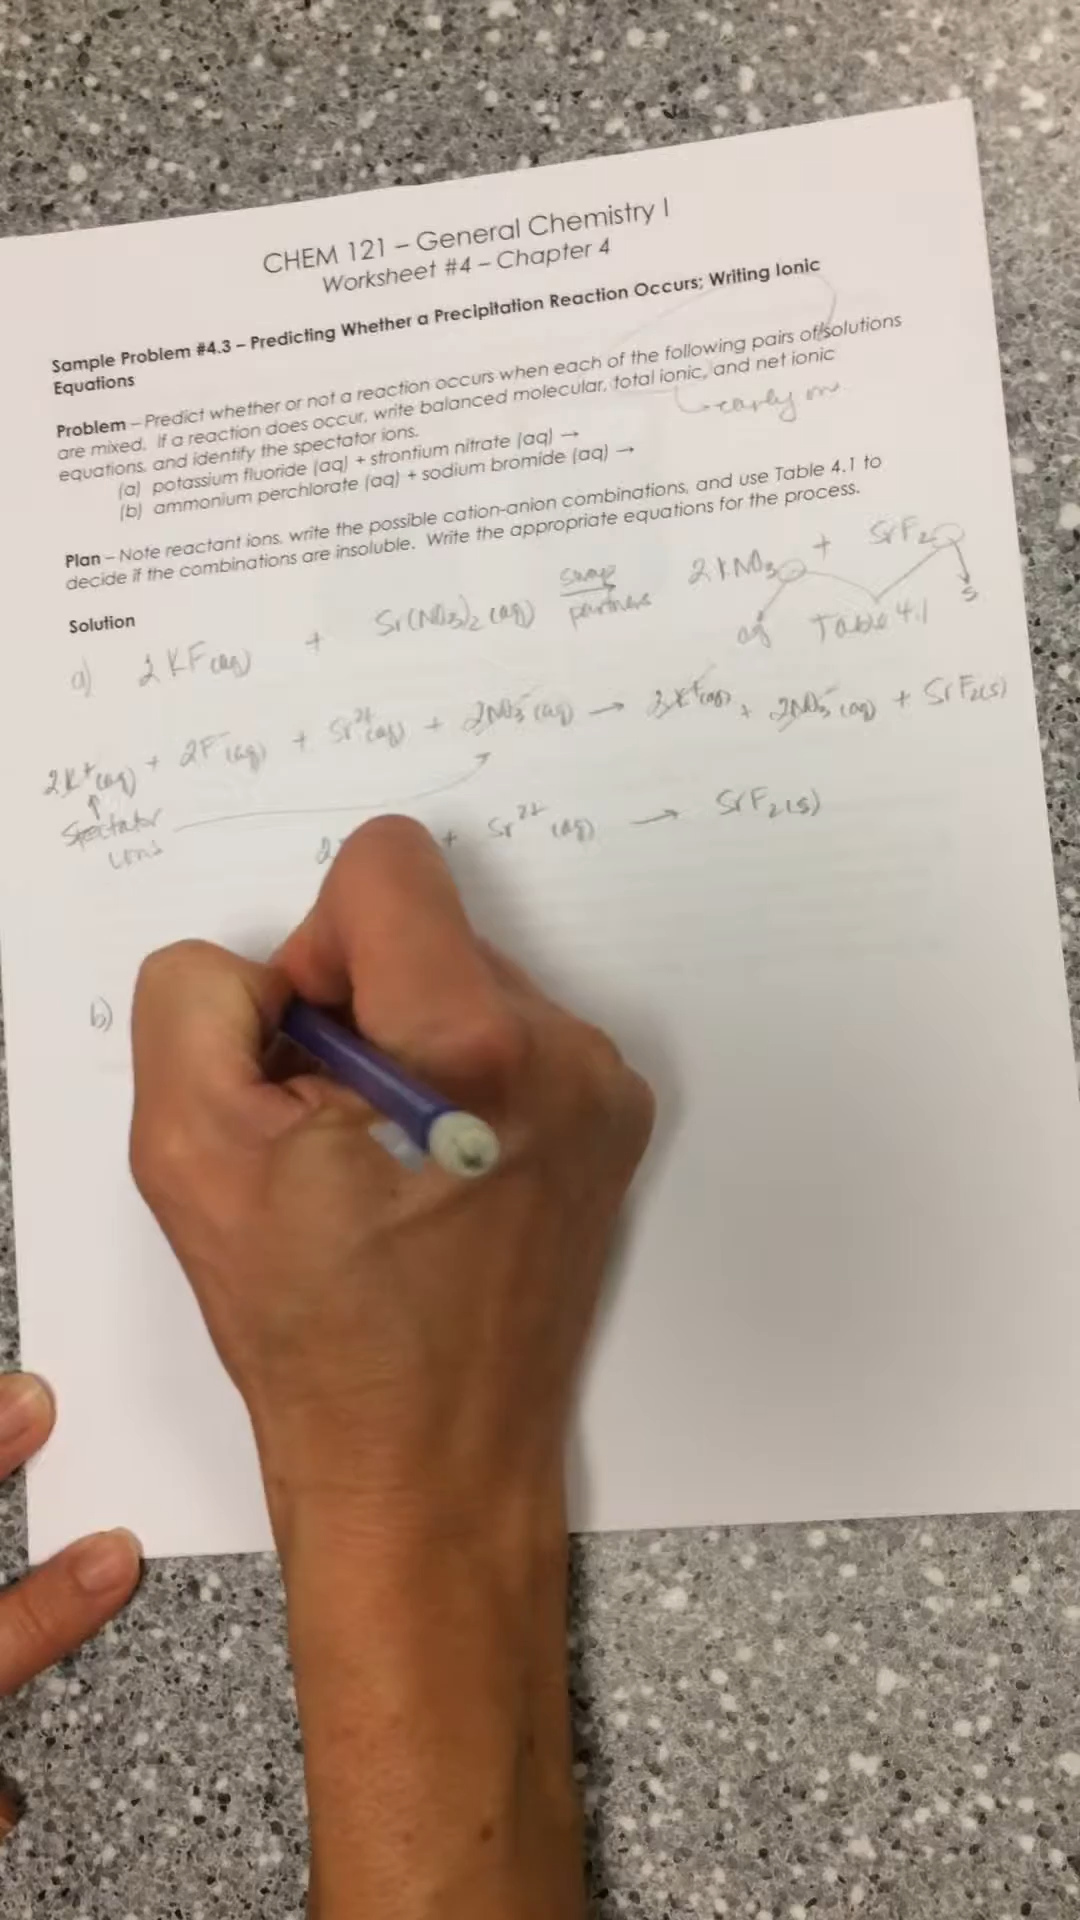 CHEM 121 – General Chemistry I
Worksheet #4 – Chapter 4
Sample Problem #4.3 – Predicting Whether a Precipitation Reaction Occurs; Writing Ionic
Equations
Problem – Predict whether or not a reaction occurs when each of the following pairs of solutions
are mixed. If a reaction does occur, write balanced molecular, total ionic, and net ionic
equations, and identify the spectator ions.
(a) potassium fluoride (aq) + strontium nitrate (aq) →
(b) ammonium perchlorate (aq) + sodium bromide (aq) →
Plan – Note reactant ions, write the possible cation-anion combinations, and use Table 4.1 to
decide if the combinations are insoluble. Write the appropriate equations for the process.
Solution
a) 2KF(aq) + Sr(NO3)2(aq) swap partners → 2KNO3 + SrF2
aq Table 4.1 s
2K+(aq) + 2F-(aq) + Sr2+(aq) + 2NO3-(aq) → 2K+(aq) + 2NO3-(aq) + SrF2(s)
Spectator
ions
2 + Sr2+(aq) → SrF2(s)
b)